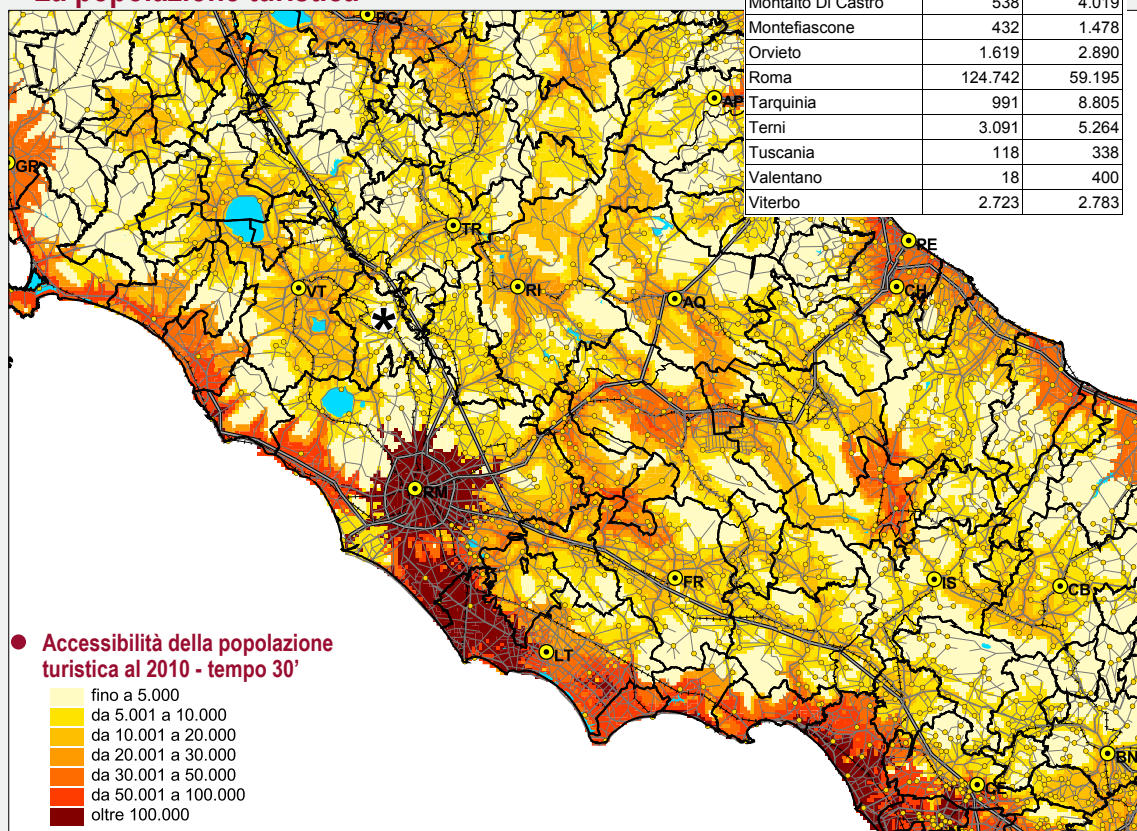 La popolazione turistica
Montalto Di Castro 538 4.019
Montefiascone 432 1.478
Orvieto 1.619 2.890
Roma 124.742 59.195
Tarquinia 991 8.805
Terni 3.091 5.264
Tuscania 118 338
Valentano 18 400
Viterbo 2.723 2.783
PG
AP
GR
TR
PE
VT
RI
AQ
CH
*
RM
FR
IS
CB
LT
BN
CE
Accessibilità della popolazione
turistica al 2010 - tempo 30'
fino a 5.000
da 5.001 a 10.000
da 10.001 a 20.000
da 20.001 a 30.000
da 30.001 a 50.000
da 50.001 a 100.000
oltre 100.000